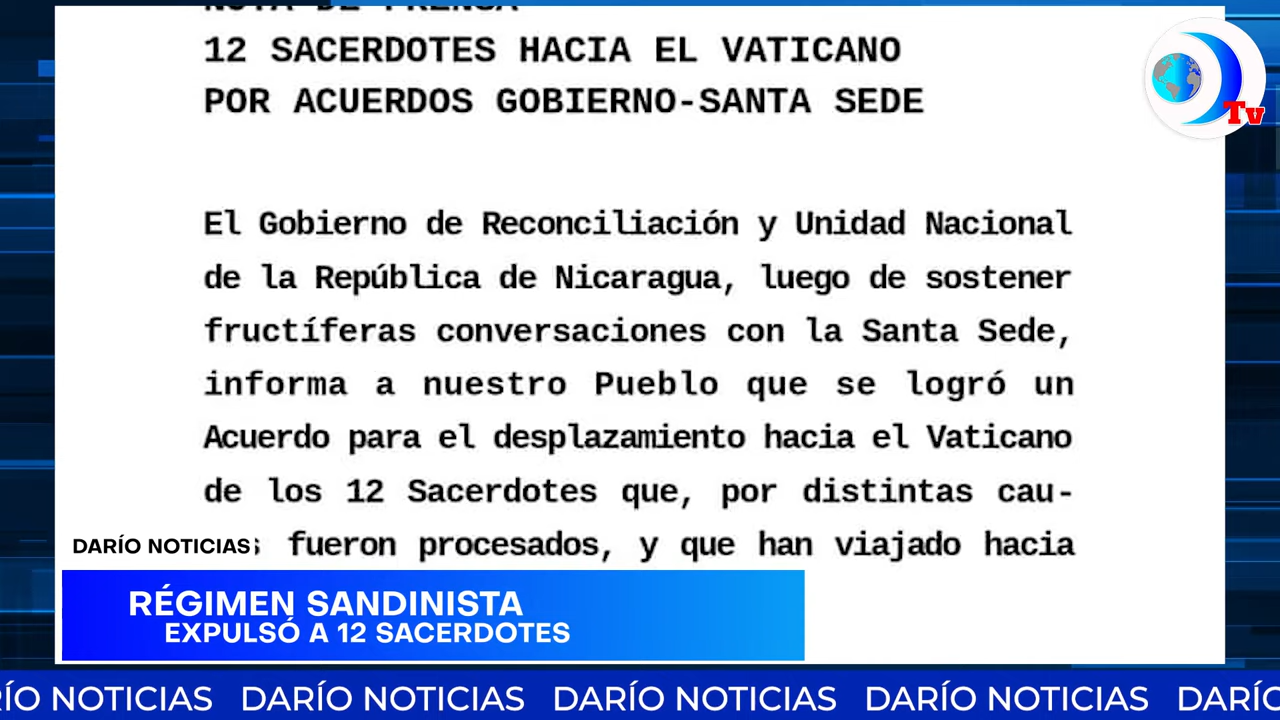 NOTA DE PRENSA
12 SACERDOTES HACIA EL VATICANO
POR ACUERDOS GOBIERNO-SANTA SEDE
El Gobierno de Reconciliación y Unidad Nacional
de la República de Nicaragua, luego de sostener
fructíferas conversaciones con la Santa Sede,
informa a nuestro Pueblo que se logró un
Acuerdo para el desplazamiento hacia el Vaticano
de los 12 Sacerdotes que, por distintas cau-
fueron procesados, y que han viajado hacia
Tv
DARÍO NOTICIAS
RÉGIMEN SANDINISTA
EXPULSÓ A 12 SACERDOTES
RÍO NOTICIAS DARÍO NOTICIAS DARÍO NOTICIAS DARÍO NOTICIAS DARÍO